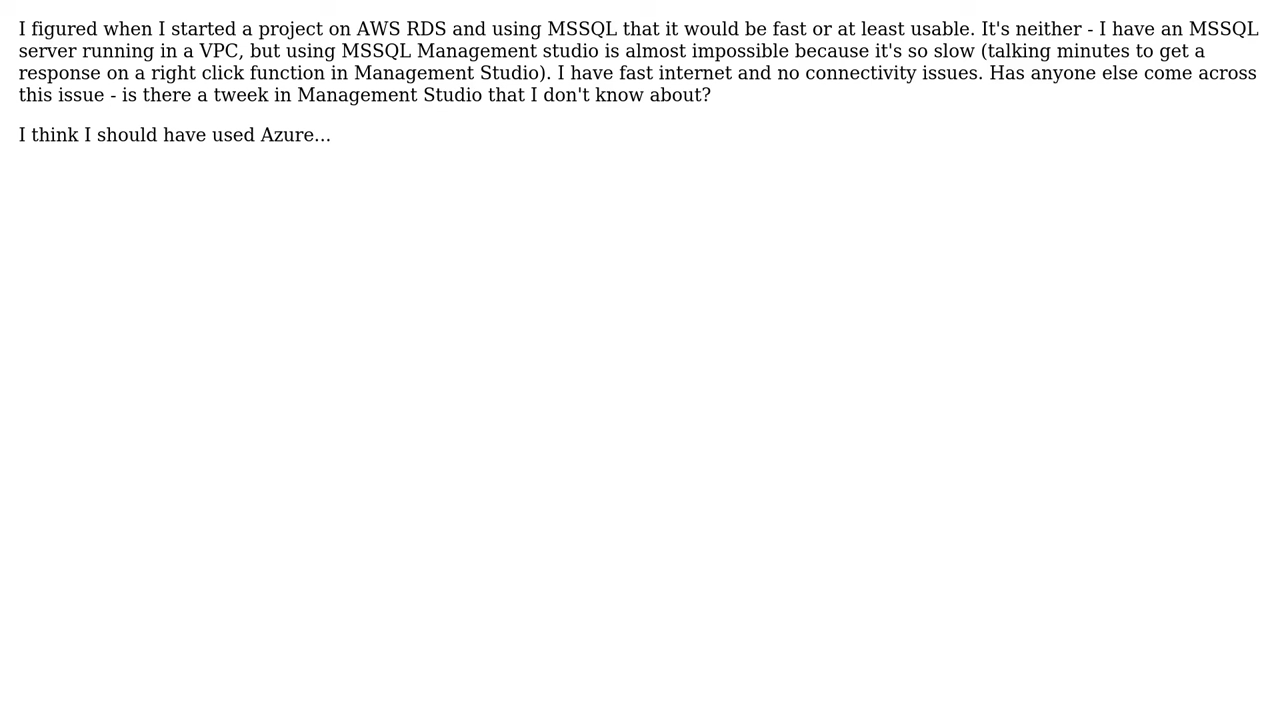 I figured when I started a project on AWS RDS and using MSSQL that it would be fast or at least usable. It's neither - I have an MSSQL
server running in a VPC, but using MSSQL Management studio is almost impossible because it's so slow (talking minutes to get a
response on a right click function in Management Studio). I have fast internet and no connectivity issues. Has anyone else come across
this issue - is there a tweek in Management Studio that I don't know about?
I think I should have used Azure...